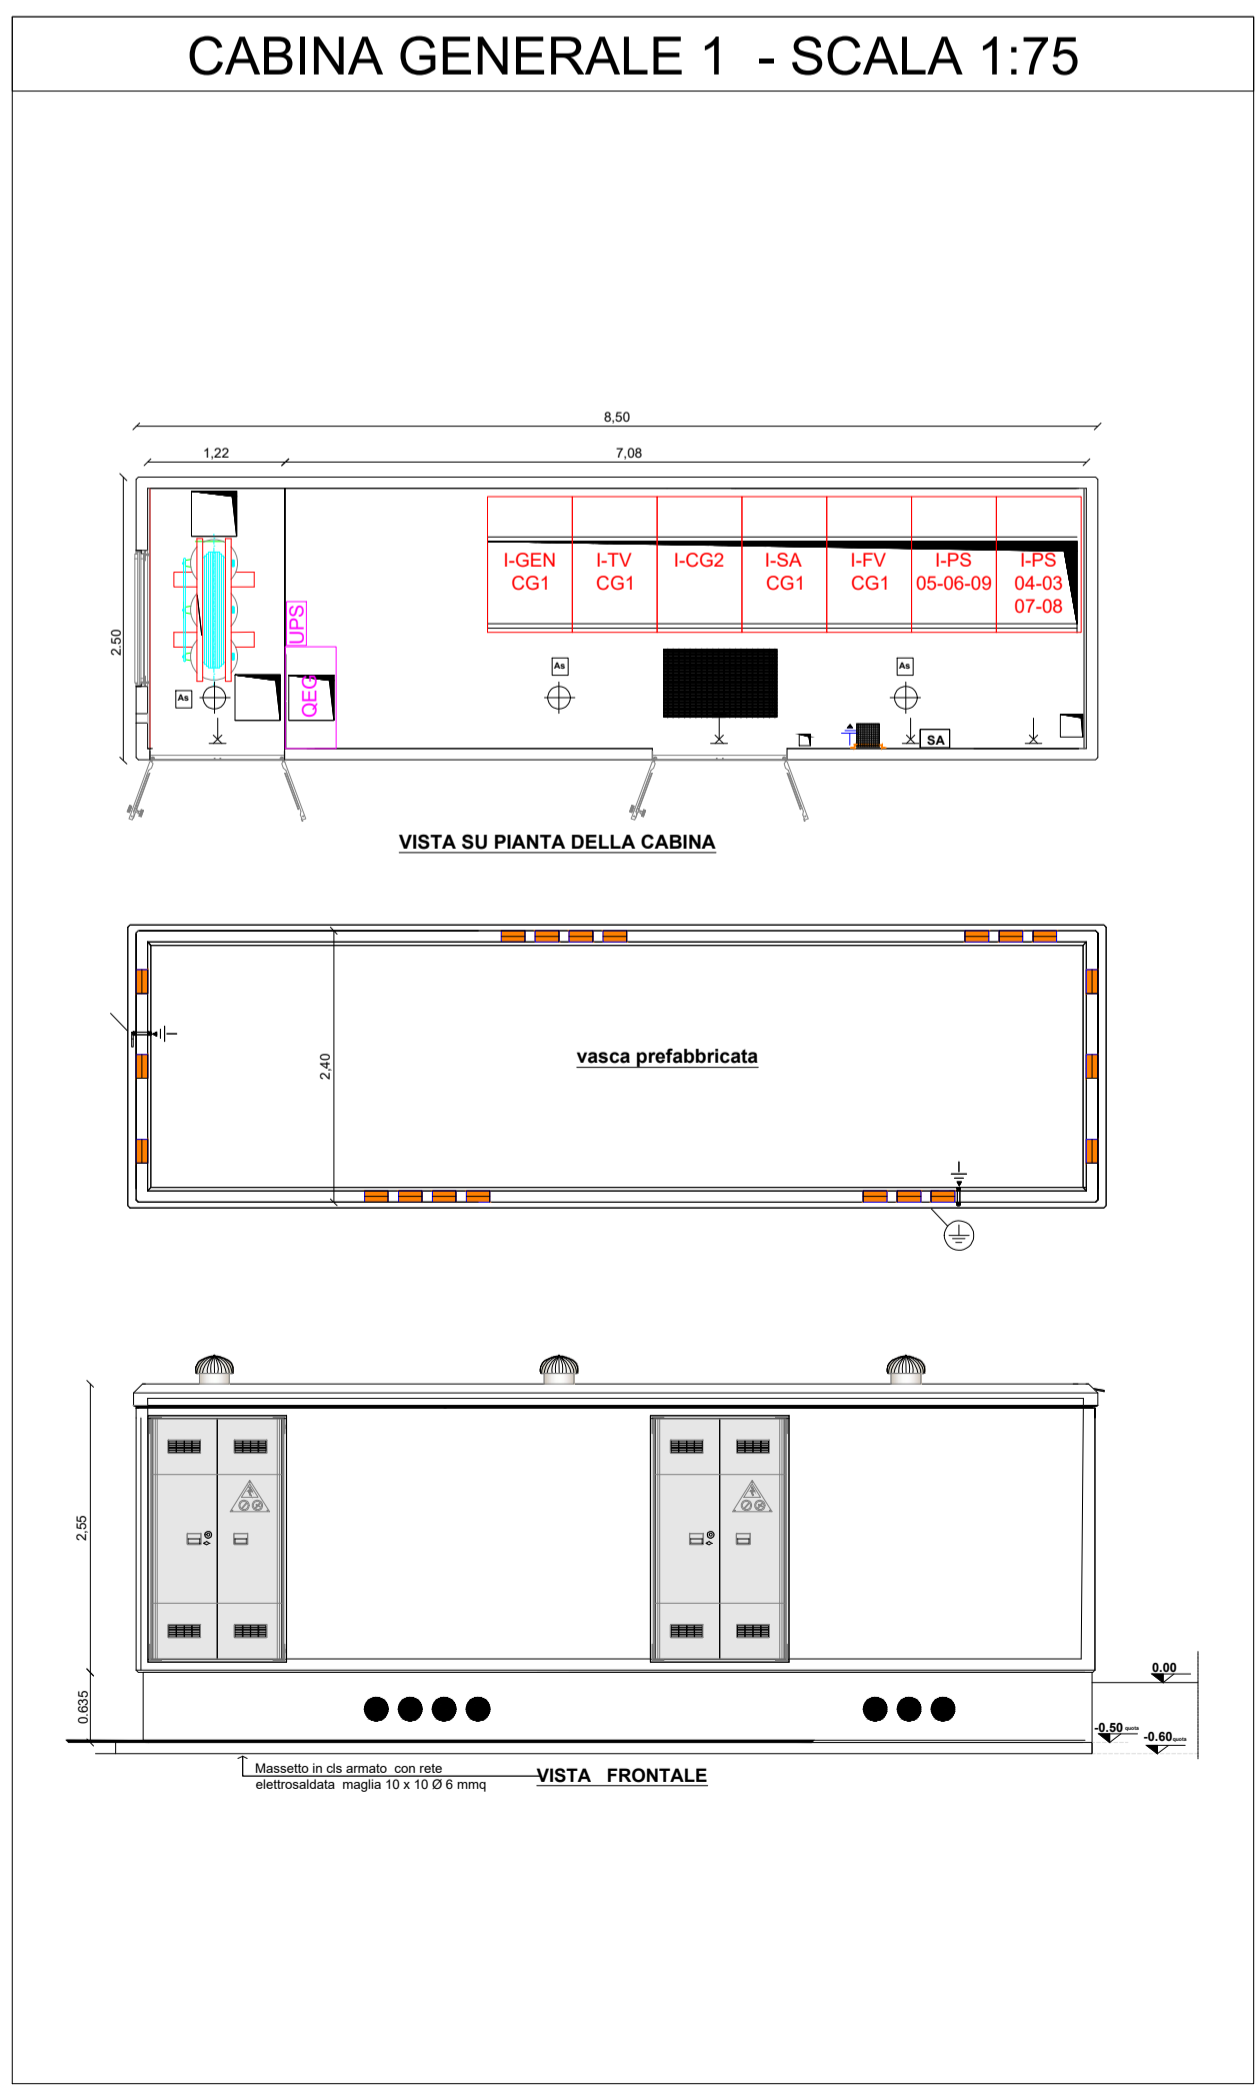 CABINA GENERALE 1 - SCALA 1:75
8,50
1,22
7,08
2.50
I-GEN
CG1
I-TV
CG1
I-CG2
I-SA
CG1
I-FV
CG1
I-PS
05-06-09
I-PS
04-03
07-08
UPS
QEG
As
As
As
SA
VISTA SU PIANTA DELLA CABINA
2,40
vasca prefabbricata
2,55
0.635
0.00
-0.50 quota
-0.60 quota
Massetto in cls armato con rete
elettrosaldata maglia 10 x 10 Ø 6 mmq
VISTA FRONTALE